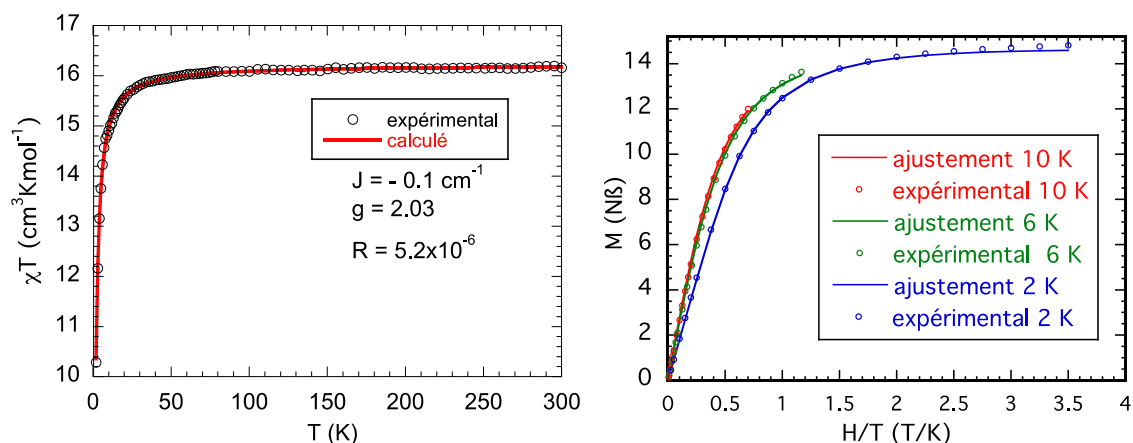 17
16
15
14
13
12
11
10
χT (cm³Kmol⁻¹)
expérimental
calculé
J = - 0.1 cm⁻¹
g = 2.03
R = 5.2x10⁻⁶
0 50 100 150 200 250 300
T (K)
14
12
10
8
6
4
2
0
M (Nß)
ajustement 10 K
expérimental 10 K
ajustement 6 K
expérimental 6 K
ajustement 2 K
expérimental 2 K
0 0.5 1 1.5 2 2.5 3 3.5 4
H/T (T/K)